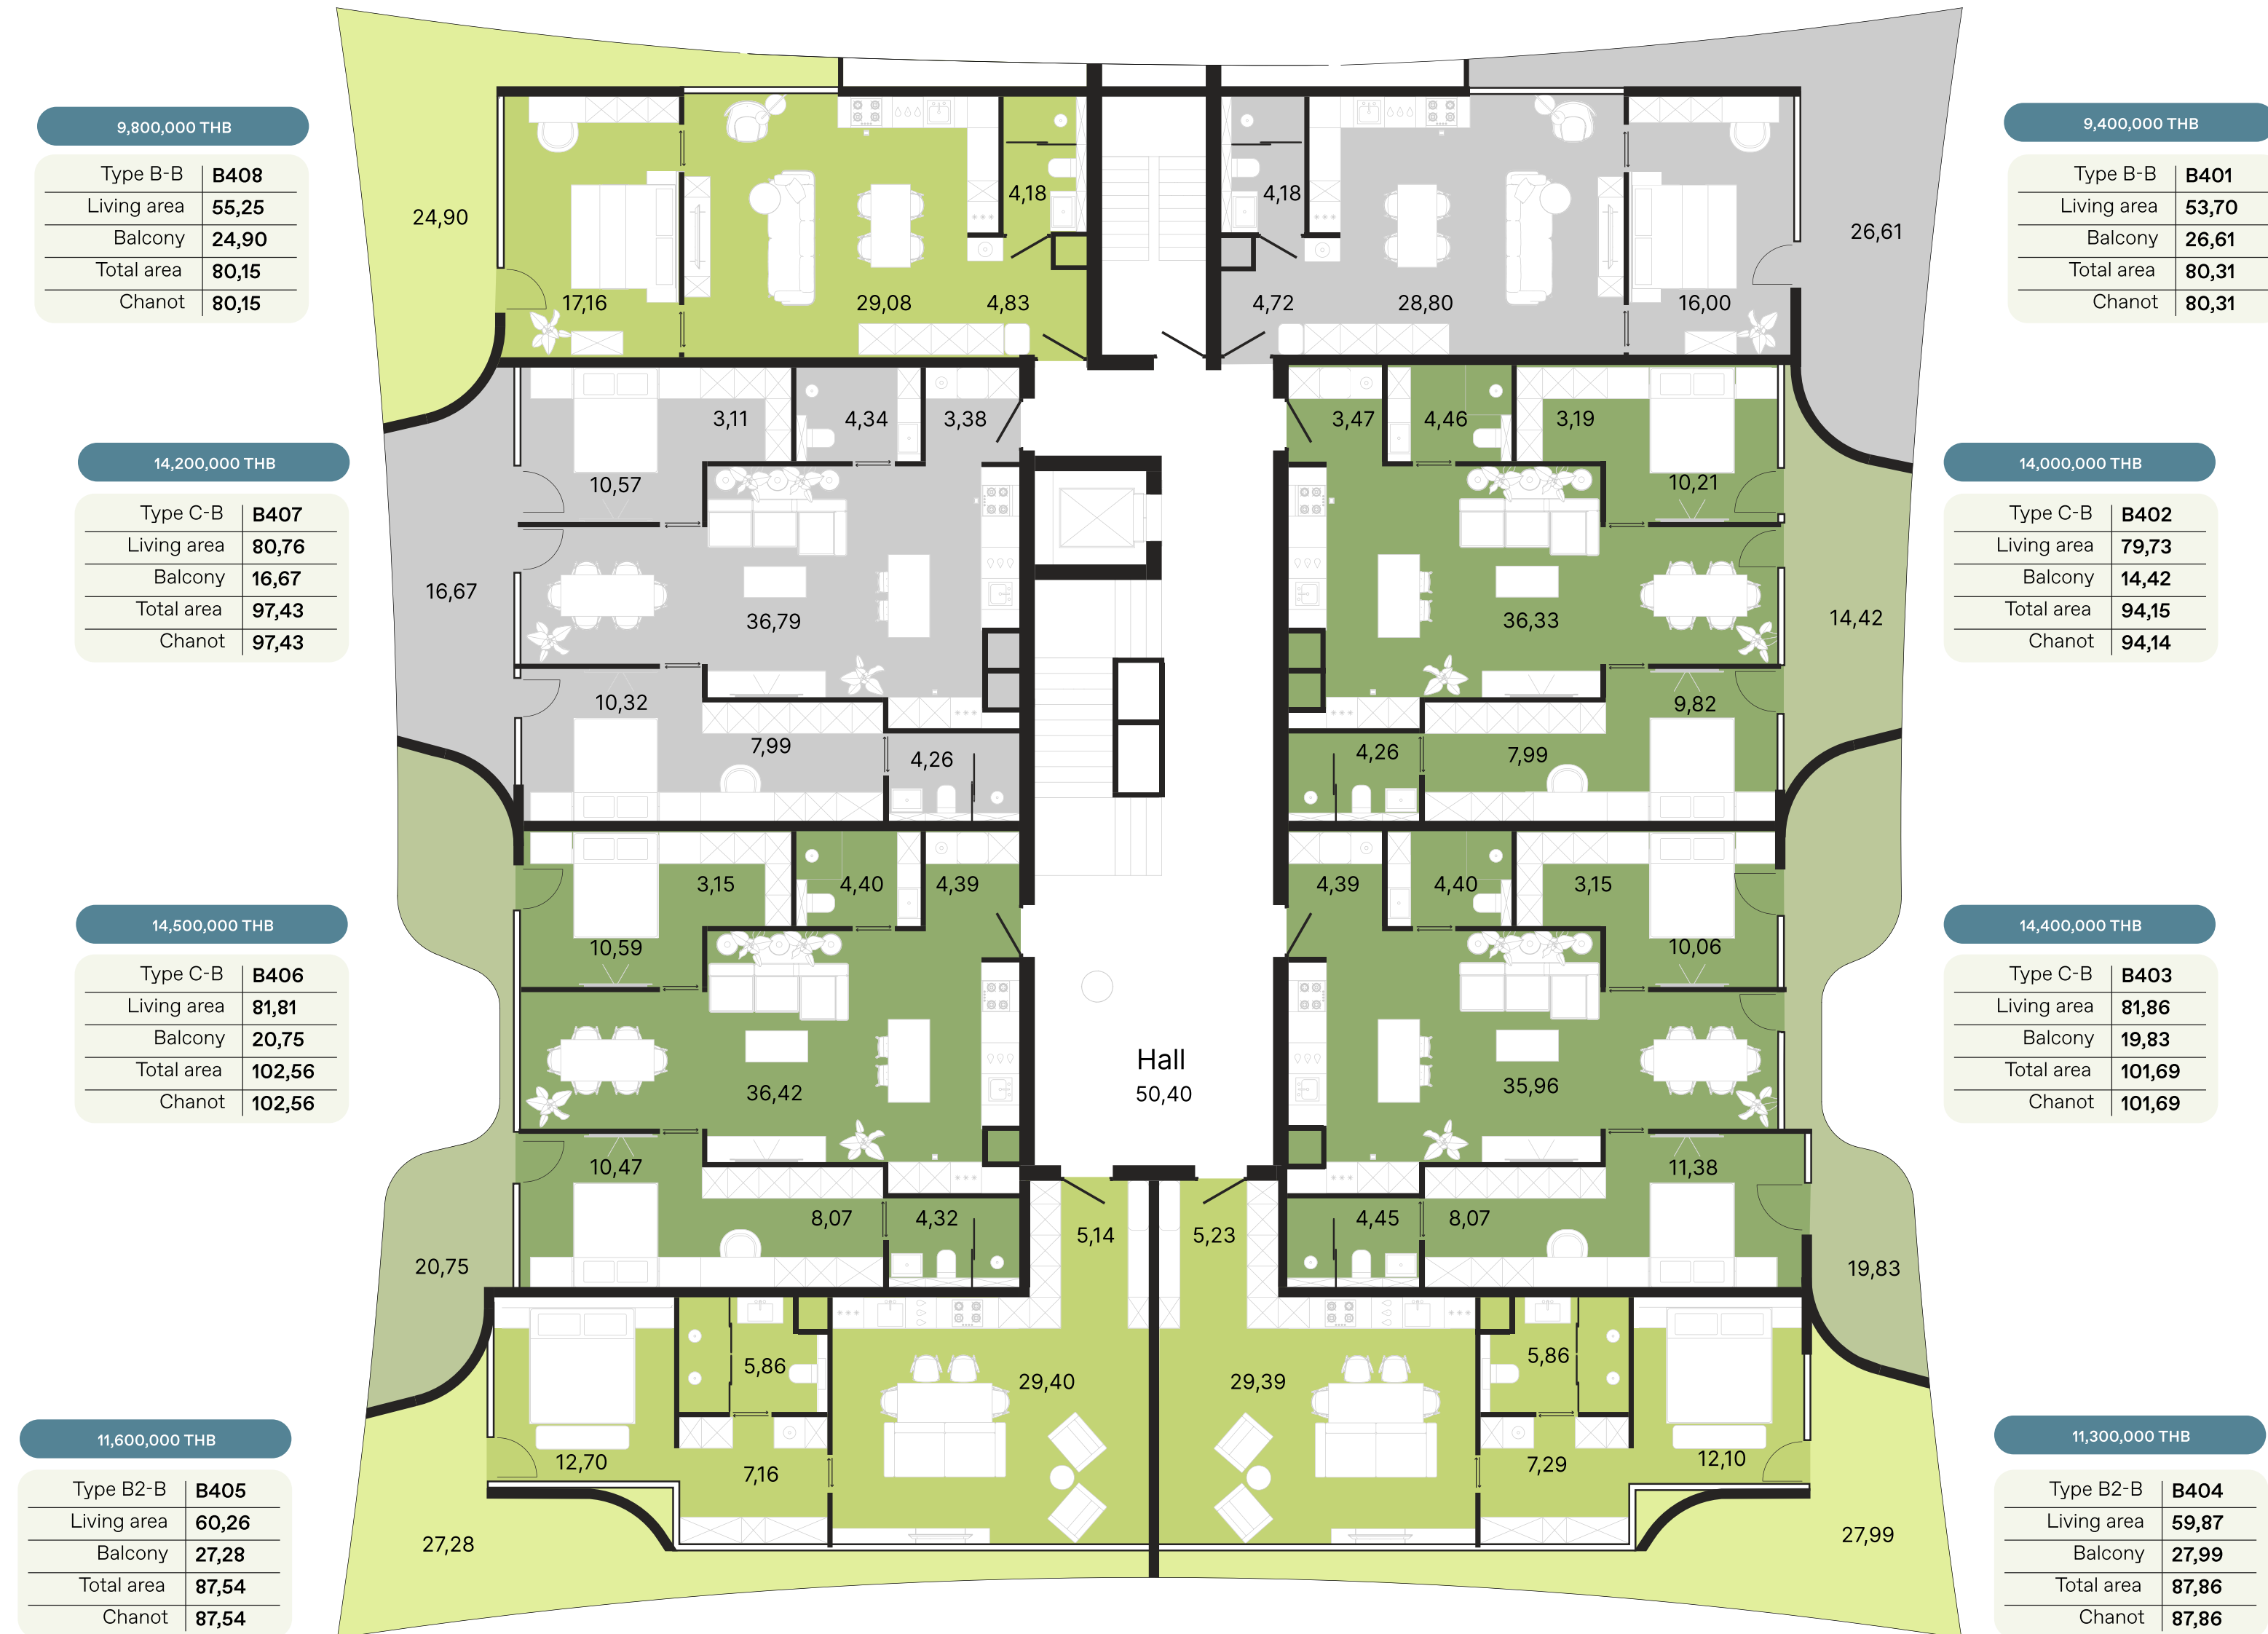 9,800,000 THB
Type B-B B408
Living area 55,25
Balcony 24,90
Total area 80,15
Chanot 80,15
14,200,000 THB
Type C-B B407
Living area 80,76
Balcony 16,67
Total area 97,43
Chanot 97,43
14,500,000 THB
Type C-B B406
Living area 81,81
Balcony 20,75
Total area 102,56
Chanot 102,56
11,600,000 THB
Type B2-B B405
Living area 60,26
Balcony 27,28
Total area 87,54
Chanot 87,54
24,90
17,16
29,08
4,18
4,83
4,18
4,72
28,80
16,00
26,61
3,11
4,34
3,38
10,57
16,67
36,79
10,32
7,99
4,26
3,47
4,46
3,19
10,21
36,33
14,42
9,82
4,26
7,99
3,15
4,40
4,39
10,59
36,42
10,47
8,07
4,32
20,75
Hall
50,40
4,39
4,40
3,15
10,06
35,96
11,38
4,45
8,07
19,83
5,14
5,23
5,86
29,40
12,70
7,16
27,28
29,39
5,86
7,29
12,10
27,99
9,400,000 THB
Type B-B B401
Living area 53,70
Balcony 26,61
Total area 80,31
Chanot 80,31
14,000,000 THB
Type C-B B402
Living area 79,73
Balcony 14,42
Total area 94,15
Chanot 94,14
14,400,000 THB
Type C-B B403
Living area 81,86
Balcony 19,83
Total area 101,69
Chanot 101,69
11,300,000 THB
Type B2-B B404
Living area 59,87
Balcony 27,99
Total area 87,86
Chanot 87,86